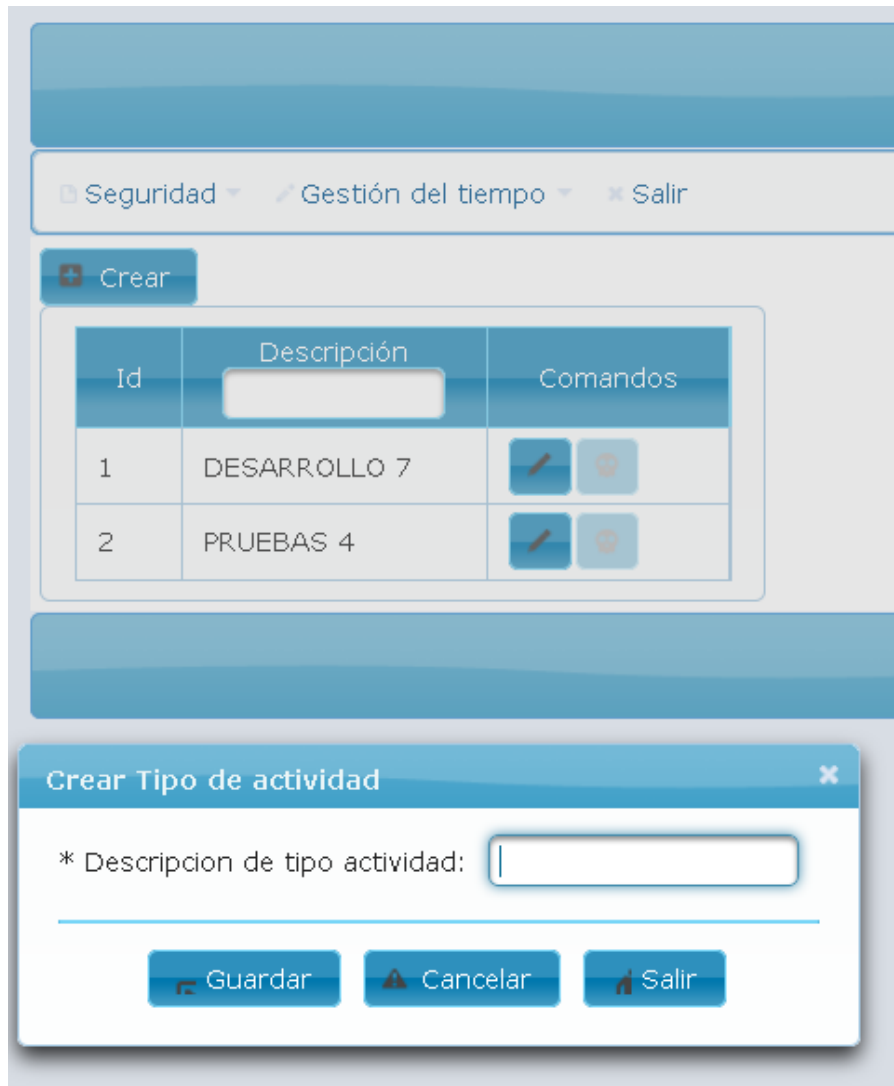 Seguridad Gestión del tiempo Salir
Crear
Id Descripción Comandos
1 DESARROLLO 7
2 PRUEBAS 4
Crear Tipo de actividad
* Descripcion de tipo actividad:
Guardar Cancelar Salir